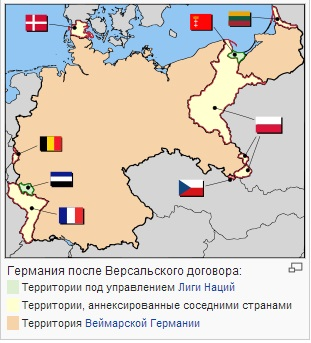 Германия после Версальского договора:
Территории под управлением Лиги Наций
Территории, аннексированные соседними странами
Территория Веймарской Германии